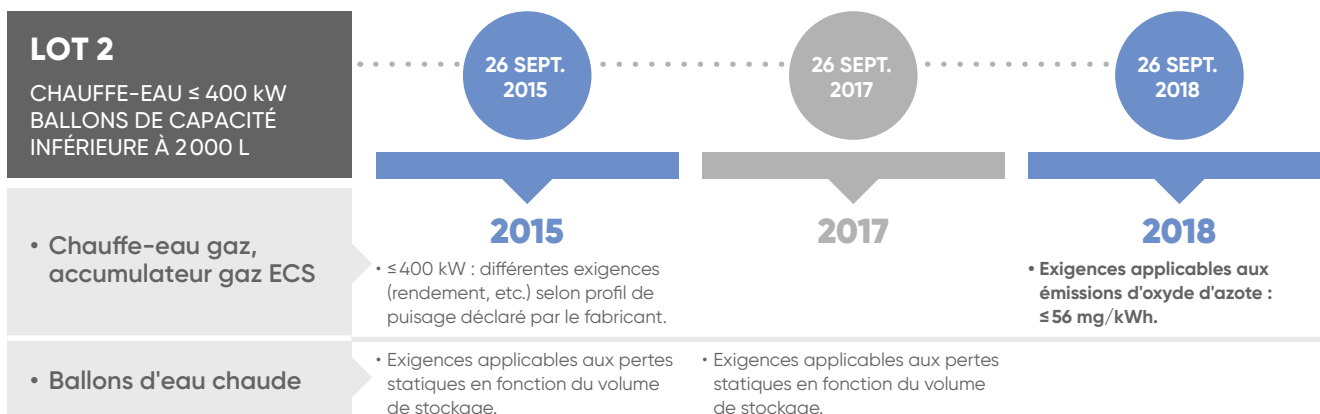 LOT 2
CHAUFFE-EAU ≤ 400 kW
BALLONS DE CAPACITÉ
INFÉRIEURE À 2 000 L
26 SEPT.
2015
26 SEPT.
2017
26 SEPT.
2018
2015
2017
2018
• Chauffe-eau gaz,
accumulateur gaz ECS
• ≤ 400 kW : différentes exigences
(rendement, etc.) selon profil de
puisage déclaré par le fabricant.
• Exigences applicables aux
émissions d'oxyde d'azote :
≤ 56 mg/kWh.
• Ballons d'eau chaude
• Exigences applicables aux pertes
statiques en fonction du volume
de stockage.
• Exigences applicables aux pertes
statiques en fonction du volume
de stockage.